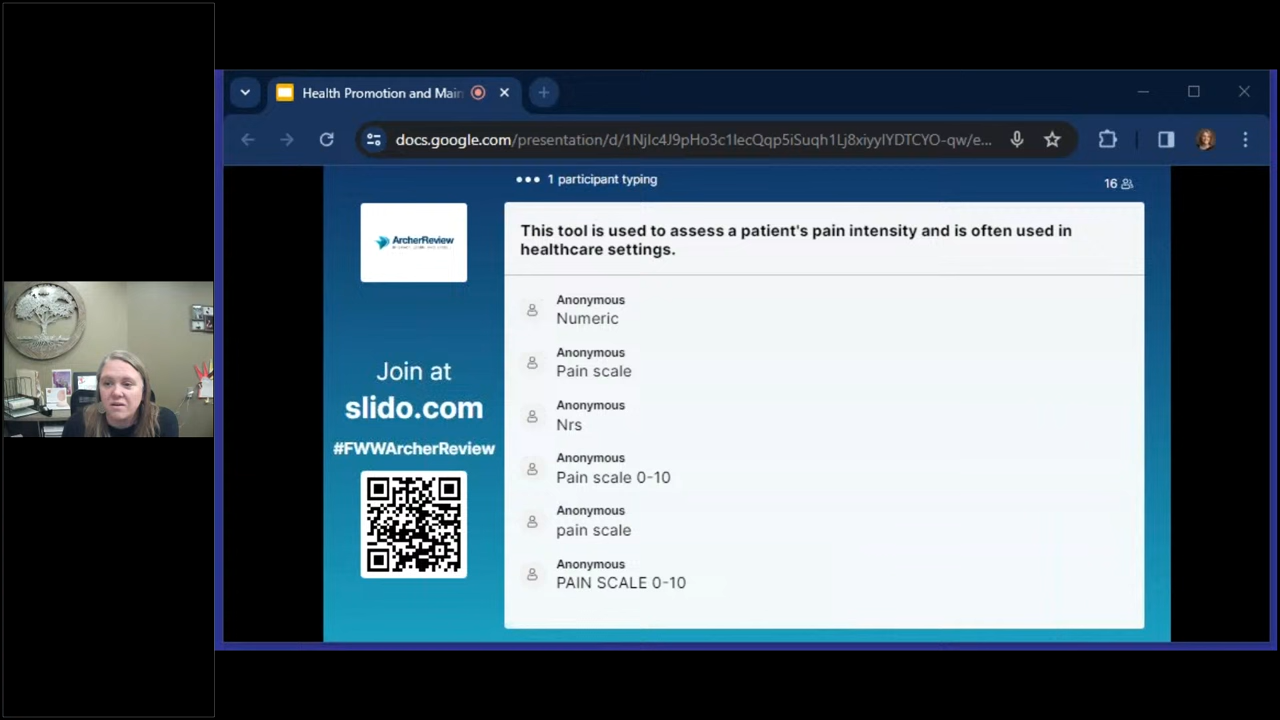 Health Promotion and Main
docs.google.com/presentation/d/1NjIc4J9pHo3c1lecQqp5iSuqh1Lj8xiyyIYDTCYO-qw/e...
1 participant typing
16
ArcherReview
This tool is used to assess a patient's pain intensity and is often used in
healthcare settings.
Anonymous
Numeric
Anonymous
Pain scale
Anonymous
Nrs
Anonymous
Pain scale 0-10
Anonymous
pain scale
Anonymous
PAIN SCALE 0-10
Join at
slido.com
#FWWArcherReview